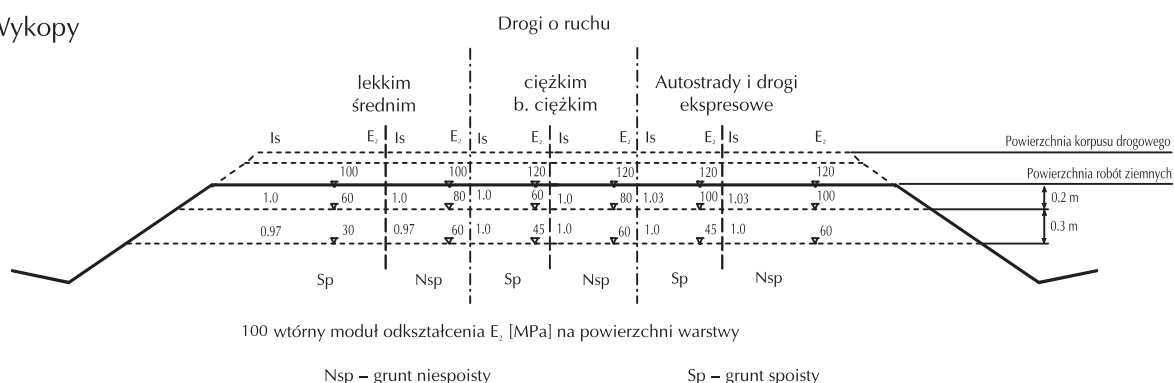 Wykopy
Drogi o ruchu
lekkim
średnim
ciężkim
b. ciężkim
Autostrady i drogi
ekspresowe
Is E₂ Is E₂ Is E₂ Is E₂ Is E₂ Is E₂
Powierzchnia korpusu drogowego
100 100 120 120 120 120
Powierzchnia robót ziemnych
1.0 60 1.0 80 1.0 60 1.0 80 1.03 100 1.03 100
0.2 m
0.97 30 0.97 60 1.0 45 1.0 60 1.0 45 1.0 60
0.3 m
Sp Nsp Sp Nsp Sp Nsp
100 wtórny moduł odkształcenia E₂ [MPa] na powierzchni warstwy
Nsp – grunt niespoisty Sp – grunt spoisty